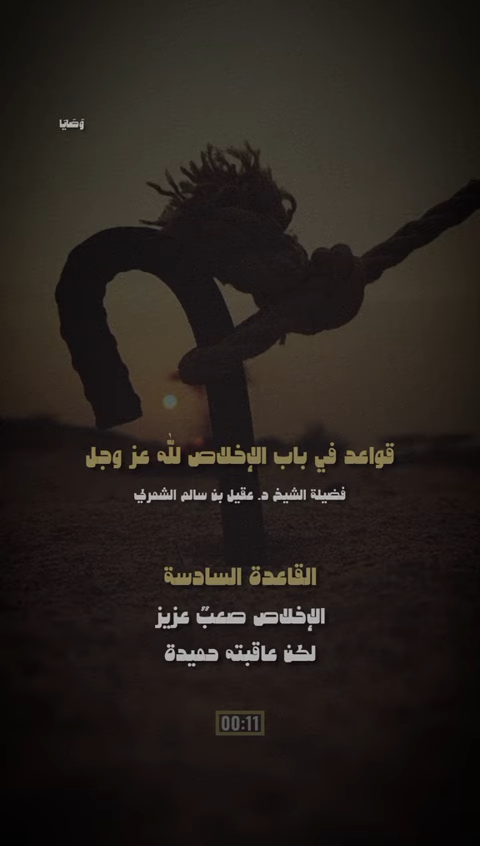 وصايا
قواعد في باب الإخلاص لله عز وجل
فضيلة الشيخ د. عقيل بن سالم الشمري
القاعدة السادسة
الإخلاص صعبٌ عزيز
لكن عاقبته حميدة
00:11